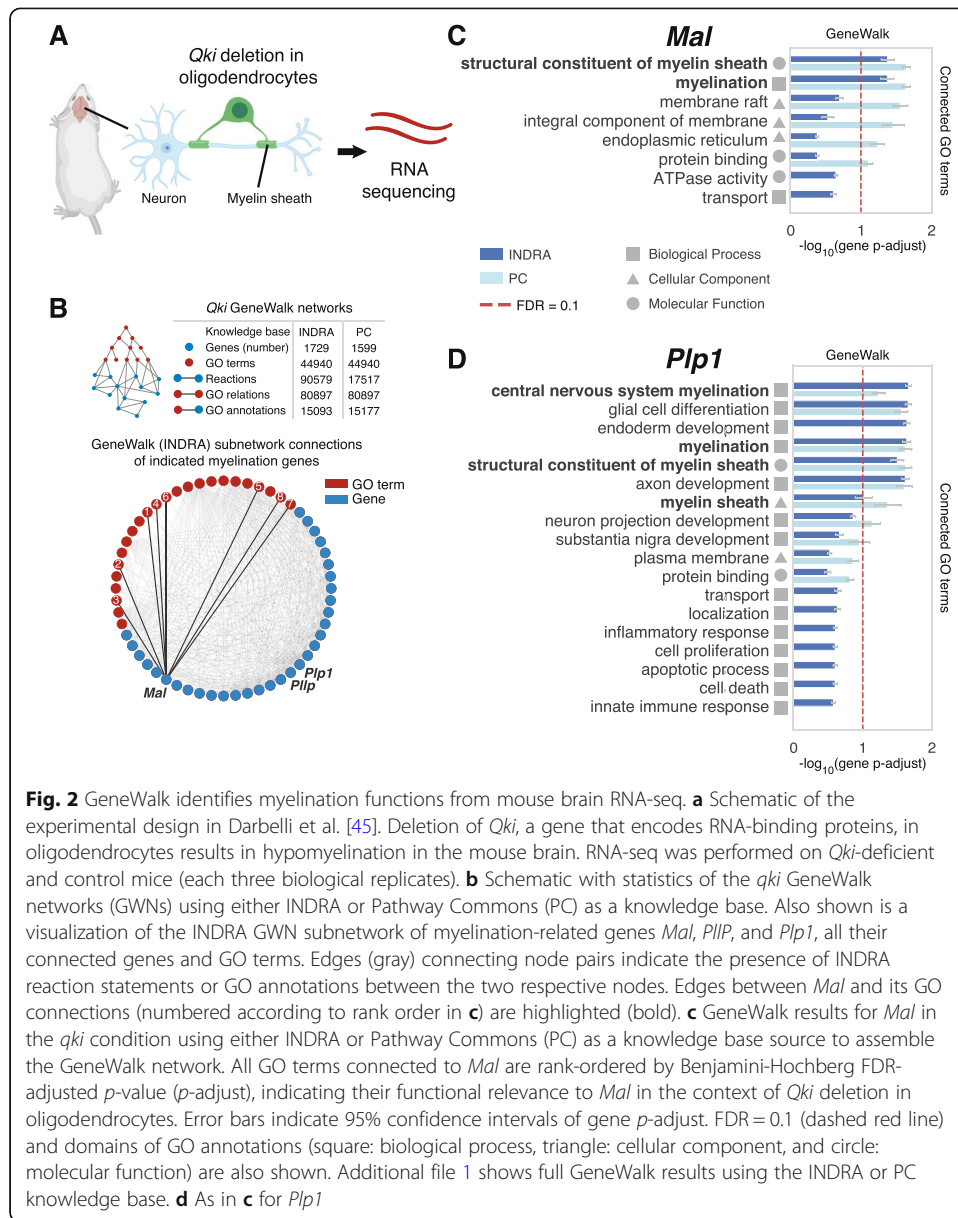 A
Qki deletion in
oligodendrocytes
Neuron
Myelin sheath
RNA
sequencing
B
Qki GeneWalk networks
Knowledge base INDRA PC
Genes (number) 1729 1599
GO terms 44940 44940
Reactions 90579 17517
GO relations 80897 80897
GO annotations 15093 15177
GeneWalk (INDRA) subnetwork connections
of indicated myelination genes
GO term
Gene
1
4
6
5
8
7
2
3
Mal
Plp1
Pllp
C
Mal
GeneWalk
structural constituent of myelin sheath
myelination
membrane raft
integral component of membrane
endoplasmic reticulum
protein binding
ATPase activity
transport
Connected GO terms
0 1 2
-log10(gene p-adjust)
INDRA
PC
FDR = 0.1
Biological Process
Cellular Component
Molecular Function
D
Plp1
GeneWalk
central nervous system myelination
glial cell differentiation
endoderm development
myelination
structural constituent of myelin sheath
axon development
myelin sheath
neuron projection development
substantia nigra development
plasma membrane
protein binding
transport
localization
inflammatory response
cell proliferation
apoptotic process
cell death
innate immune response
Connected GO terms
0 1 2
-log10(gene p-adjust)
Fig. 2 GeneWalk identifies myelination functions from mouse brain RNA-seq. a Schematic of the
experimental design in Darbelli et al. [45]. Deletion of Qki, a gene that encodes RNA-binding proteins, in
oligodendrocytes results in hypomyelination in the mouse brain. RNA-seq was performed on Qki-deficient
and control mice (each three biological replicates). b Schematic with statistics of the qki GeneWalk
networks (GWNs) using either INDRA or Pathway Commons (PC) as a knowledge base. Also shown is a
visualization of the INDRA GWN subnetwork of myelination-related genes Mal, PllP, and Plp1, all their
connected genes and GO terms. Edges (gray) connecting node pairs indicate the presence of INDRA
reaction statements or GO annotations between the two respective nodes. Edges between Mal and its GO
connections (numbered according to rank order in c) are highlighted (bold). c GeneWalk results for Mal in
the qki condition using either INDRA or Pathway Commons (PC) as a knowledge base source to assemble
the GeneWalk network. All GO terms connected to Mal are rank-ordered by Benjamini-Hochberg FDR-
adjusted p-value (p-adjust), indicating their functional relevance to Mal in the context of Qki deletion in
oligodendrocytes. Error bars indicate 95% confidence intervals of gene p-adjust. FDR = 0.1 (dashed red line)
and domains of GO annotations (square: biological process, triangle: cellular component, and circle:
molecular function) are also shown. Additional file 1 shows full GeneWalk results using the INDRA or PC
knowledge base. d As in c for Plp1